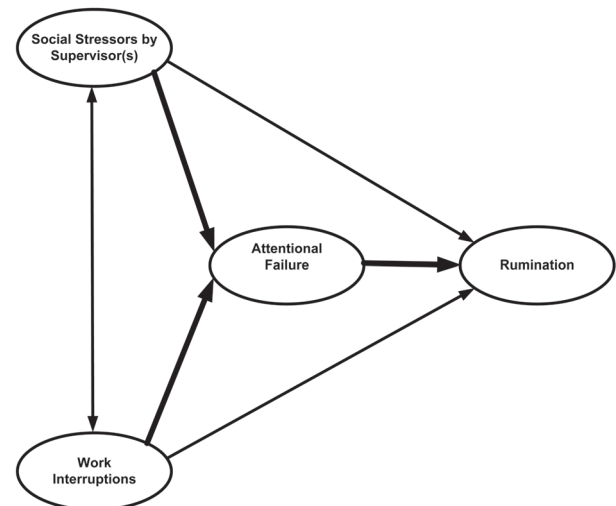 Social Stressors by
Supervisor(s)
Attentional
Failure
Rumination
Work
Interruptions